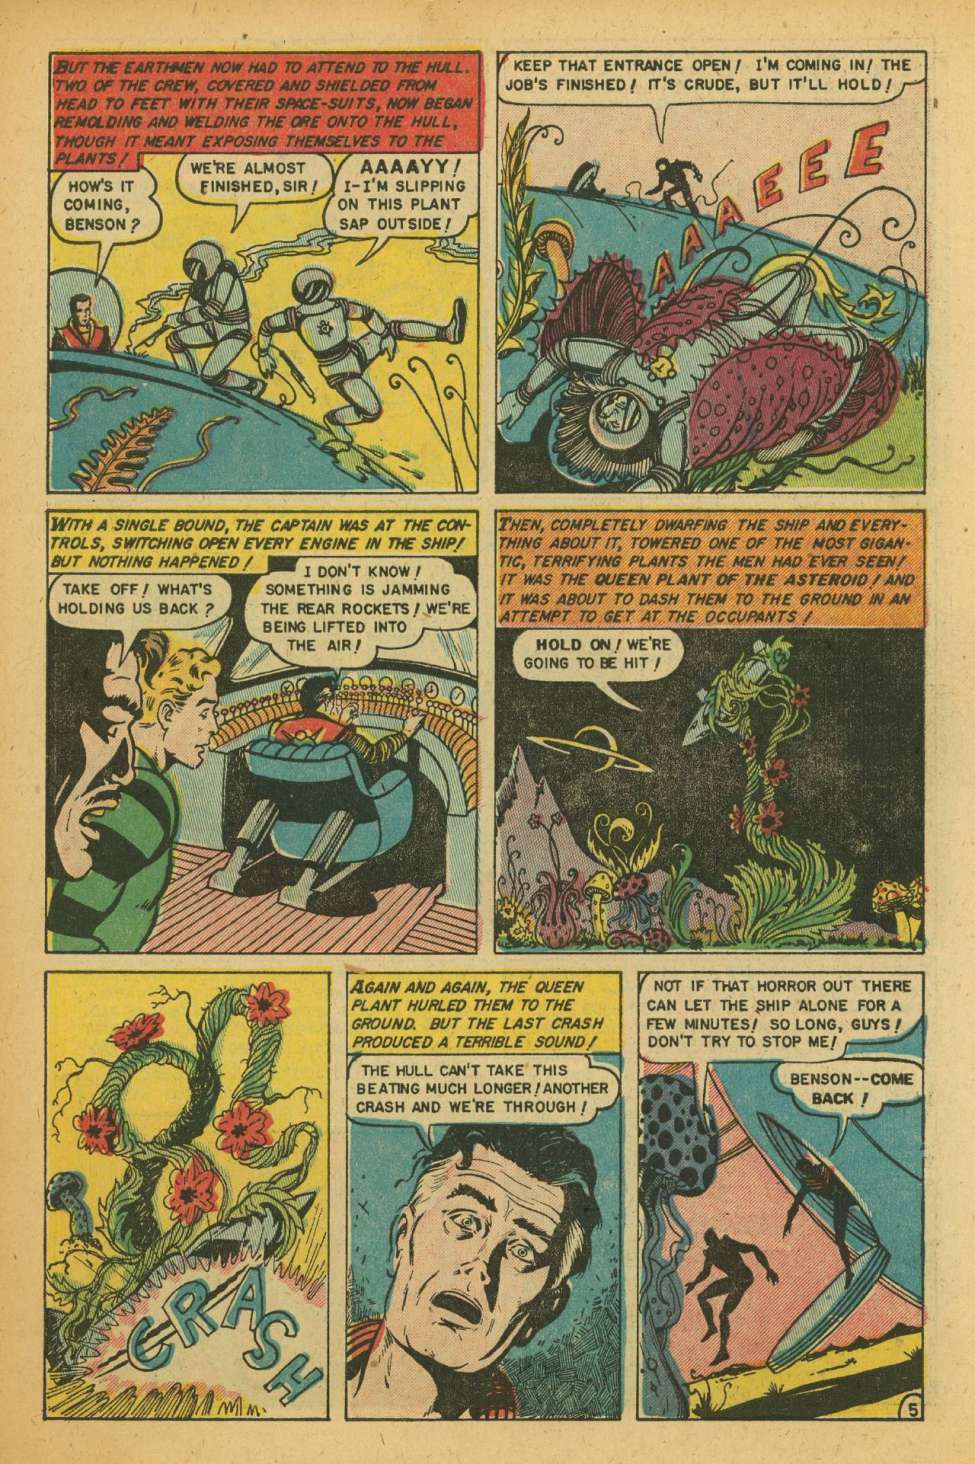 BUT THE EARTHMEN NOW HAD TO ATTEND TO THE HULL.
TWO OF THE CREW, COVERED AND SHIELDED FROM
HEAD TO FEET WITH THEIR SPACE-SUITS, NOW BEGAN
REMOLDING AND WELDING THE ORE ONTO THE HULL,
THOUGH IT MEANT EXPOSING THEMSELVES TO THE
PLANTS!
HOW'S IT
COMING,
BENSON?
WE'RE ALMOST
FINISHED, SIR!
AAAAYY!
I-I'M SLIPPING
ON THIS PLANT
SAP OUTSIDE!
KEEP THAT ENTRANCE OPEN! I'M COMING IN! THE
JOB'S FINISHED! IT'S CRUDE, BUT IT'LL HOLD!
AAAEEEE
WITH A SINGLE BOUND, THE CAPTAIN WAS AT THE CON-
TROLS, SWITCHING OPEN EVERY ENGINE IN THE SHIP!
BUT NOTHING HAPPENED!
TAKE OFF! WHAT'S
HOLDING US BACK?
I DON'T KNOW!
SOMETHING IS JAMMING
THE REAR ROCKETS! WE'RE
BEING LIFTED INTO
THE AIR!
THEN, COMPLETELY DWARFING THE SHIP AND EVERY-
THING ABOUT IT, TOWERED ONE OF THE MOST GIGAN-
TIC, TERRIFYING PLANTS THE MEN HAD EVER SEEN!
IT WAS THE QUEEN PLANT OF THE ASTEROID! AND
IT WAS ABOUT TO DASH THEM TO THE GROUND IN AN
ATTEMPT TO GET AT THE OCCUPANTS!
HOLD ON! WE'RE
GOING TO BE HIT!
CRASH
AGAIN AND AGAIN, THE QUEEN
PLANT HURLED THEM TO THE
GROUND. BUT THE LAST CRASH
PRODUCED A TERRIBLE SOUND!
THE HULL CAN'T TAKE THIS
BEATING MUCH LONGER! ANOTHER
CRASH AND WE'RE THROUGH!
NOT IF THAT HORROR OUT THERE
CAN LET THE SHIP ALONE FOR A
FEW MINUTES! SO LONG, GUYS!
DON'T TRY TO STOP ME!
BENSON--COME
BACK!
5